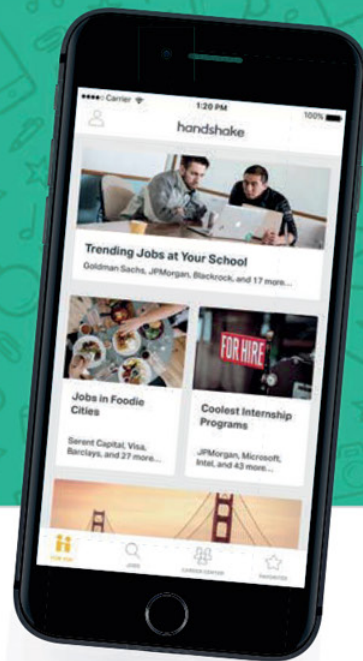 Carrier 1:20 PM 100%
handshake
Trending Jobs at Your School
Goldman Sachs, JPMorgan, Blackrock, and 17 more...
FOR HIRE
Jobs in Foodie
Cities
Serent Capital, Visa,
Barclays, and 27 more...
Coolest Internship
Programs
JPMorgan, Microsoft,
Intel, and 43 more...
FOR YOU JOBS CAREER CENTER FAVORITES